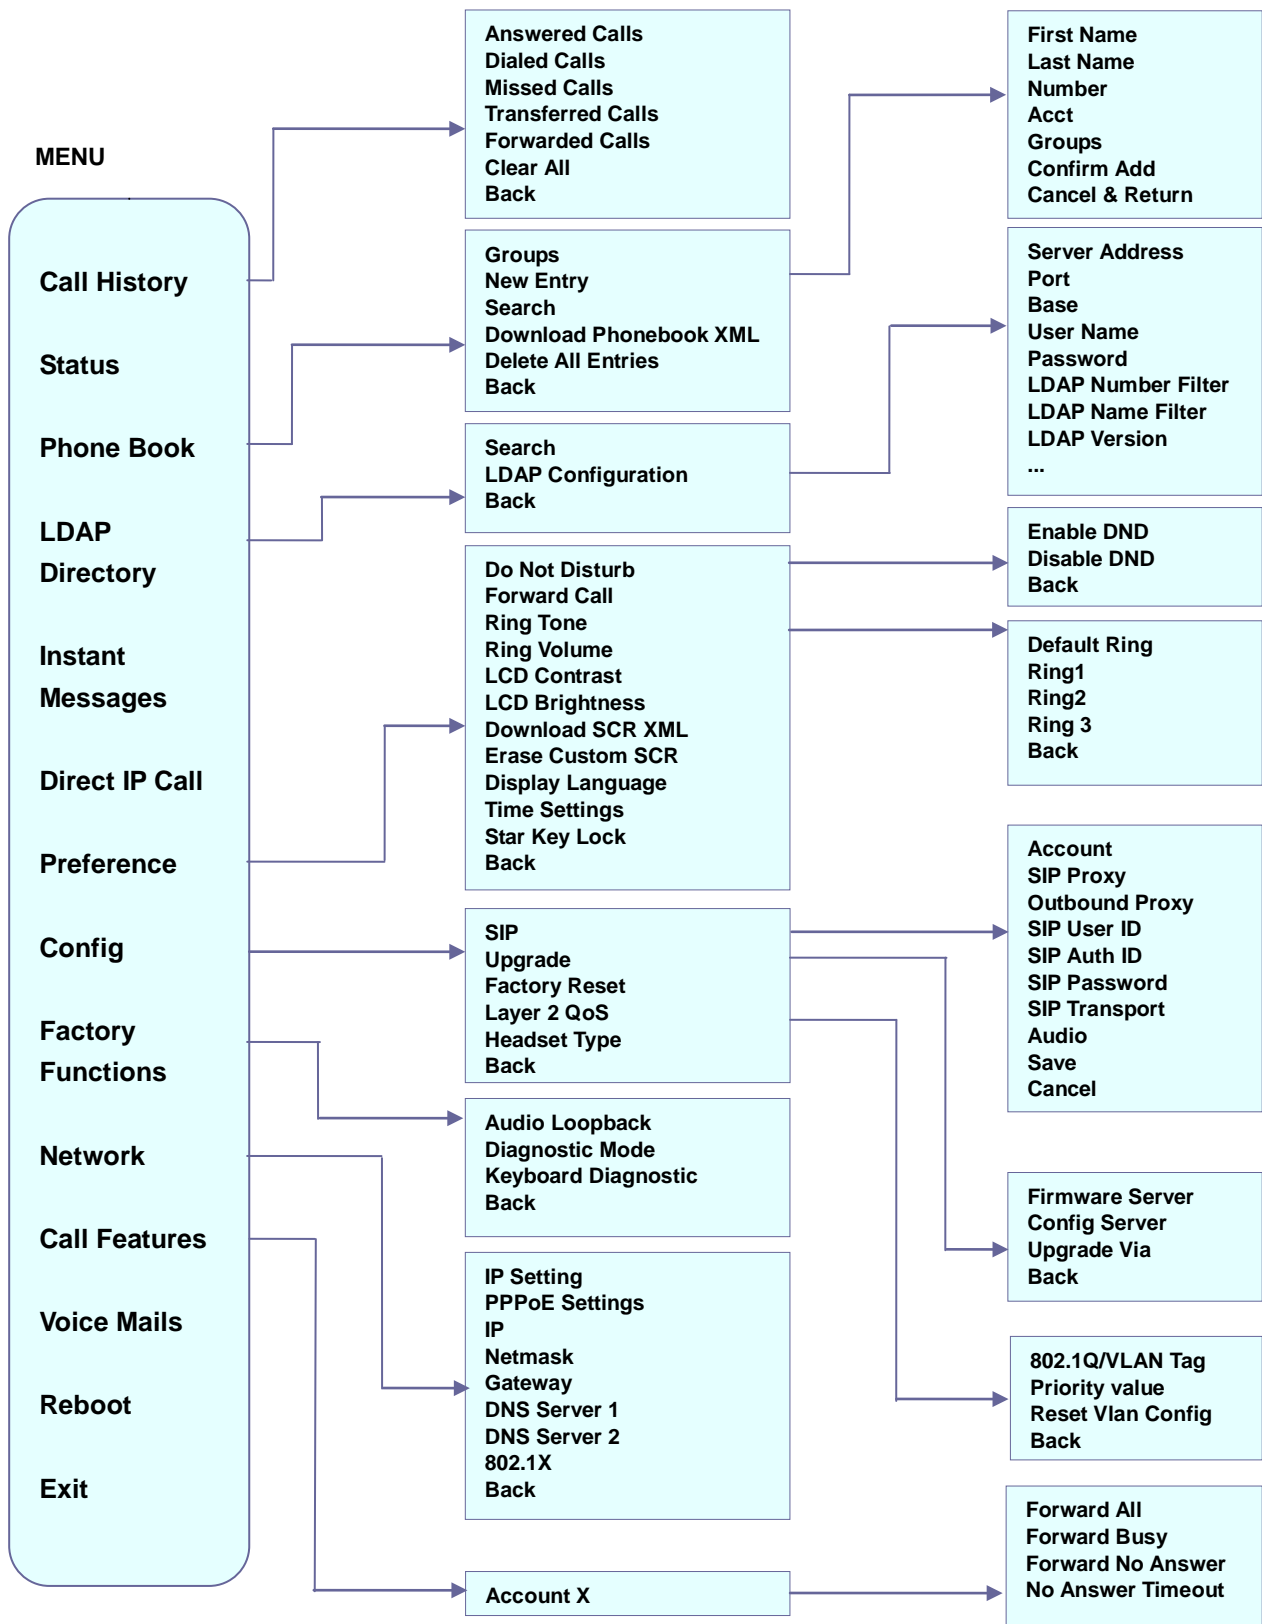 MENU
Call History
Status
Phone Book
LDAP
Directory
Instant
Messages
Direct IP Call
Preference
Config
Factory
Functions
Network
Call Features
Voice Mails
Reboot
Exit
Answered Calls
Dialed Calls
Missed Calls
Transferred Calls
Forwarded Calls
Clear All
Back
Groups
New Entry
Search
Download Phonebook XML
Delete All Entries
Back
Search
LDAP Configuration
Back
Do Not Disturb
Forward Call
Ring Tone
Ring Volume
LCD Contrast
LCD Brightness
Download SCR XML
Erase Custom SCR
Display Language
Time Settings
Star Key Lock
Back
SIP
Upgrade
Factory Reset
Layer 2 QoS
Headset Type
Back
Audio Loopback
Diagnostic Mode
Keyboard Diagnostic
Back
IP Setting
PPPoE Settings
IP
Netmask
Gateway
DNS Server 1
DNS Server 2
802.1X
Back
Account X
First Name
Last Name
Number
Acct
Groups
Confirm Add
Cancel & Return
Server Address
Port
Base
User Name
Password
LDAP Number Filter
LDAP Name Filter
LDAP Version
...
Enable DND
Disable DND
Back
Default Ring
Ring1
Ring2
Ring 3
Back
Account
SIP Proxy
Outbound Proxy
SIP User ID
SIP Auth ID
SIP Password
SIP Transport
Audio
Save
Cancel
Firmware Server
Config Server
Upgrade Via
Back
802.1Q/VLAN Tag
Priority value
Reset Vlan Config
Back
Forward All
Forward Busy
Forward No Answer
No Answer Timeout